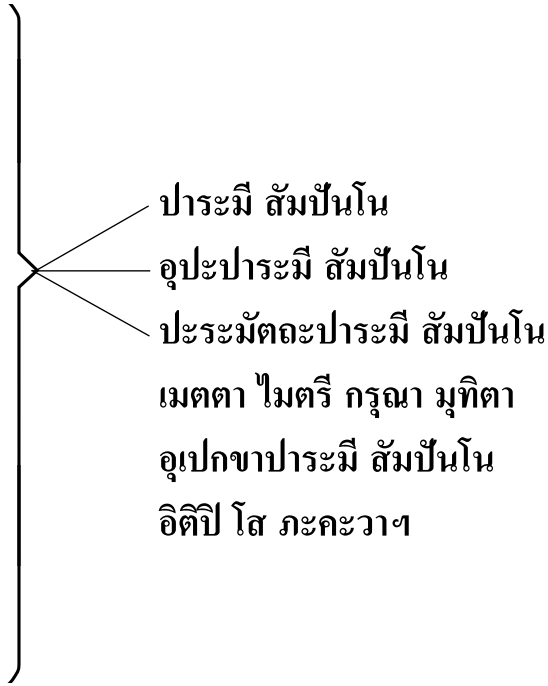 ปาระมี สัมปันโน
อุปะปาระมี สัมปันโน
ปะระมัตถะปาระมี สัมปันโน
เมตตา ไมตรี กรุณา มุทิตา
อุเปกขาปาระมี สัมปันโน
อิติปิ โส ภะคะวาฯ